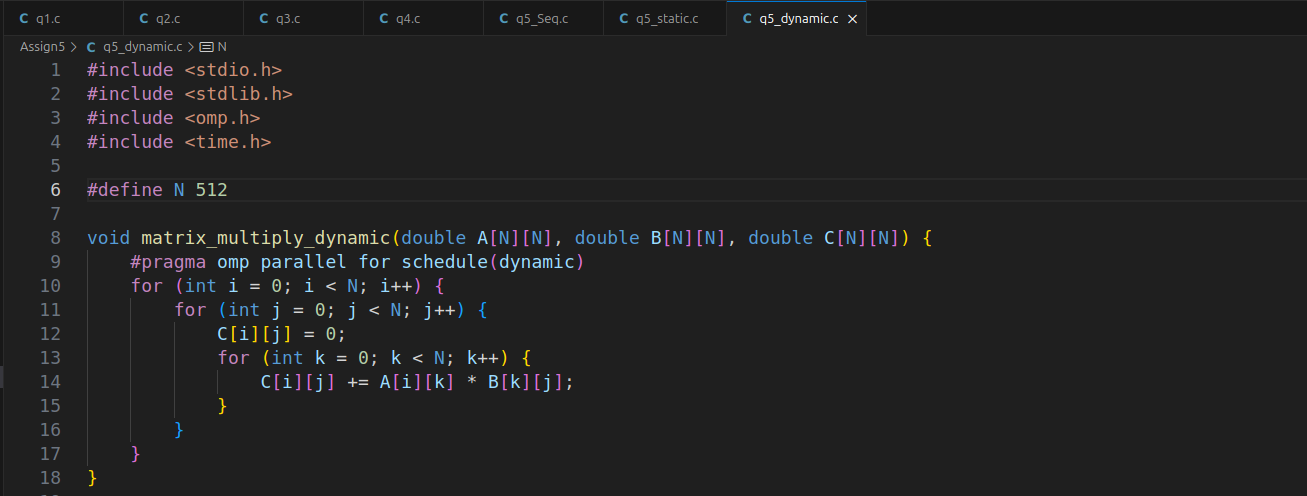 q1.c q2.c q3.c q4.c q5_Seq.c q5_static.c q5_dynamic.c
Assign5 > C q5_dynamic.c > N
1 #include <stdio.h>
2 #include <stdlib.h>
3 #include <omp.h>
4 #include <time.h>
5
6 #define N 512
7
8 void matrix_multiply_dynamic(double A[N][N], double B[N][N], double C[N][N]) {
9     #pragma omp parallel for schedule(dynamic)
10     for (int i = 0; i < N; i++) {
11         for (int j = 0; j < N; j++) {
12             C[i][j] = 0;
13             for (int k = 0; k < N; k++) {
14                 C[i][j] += A[i][k] * B[k][j];
15             }
16         }
17     }
18 }